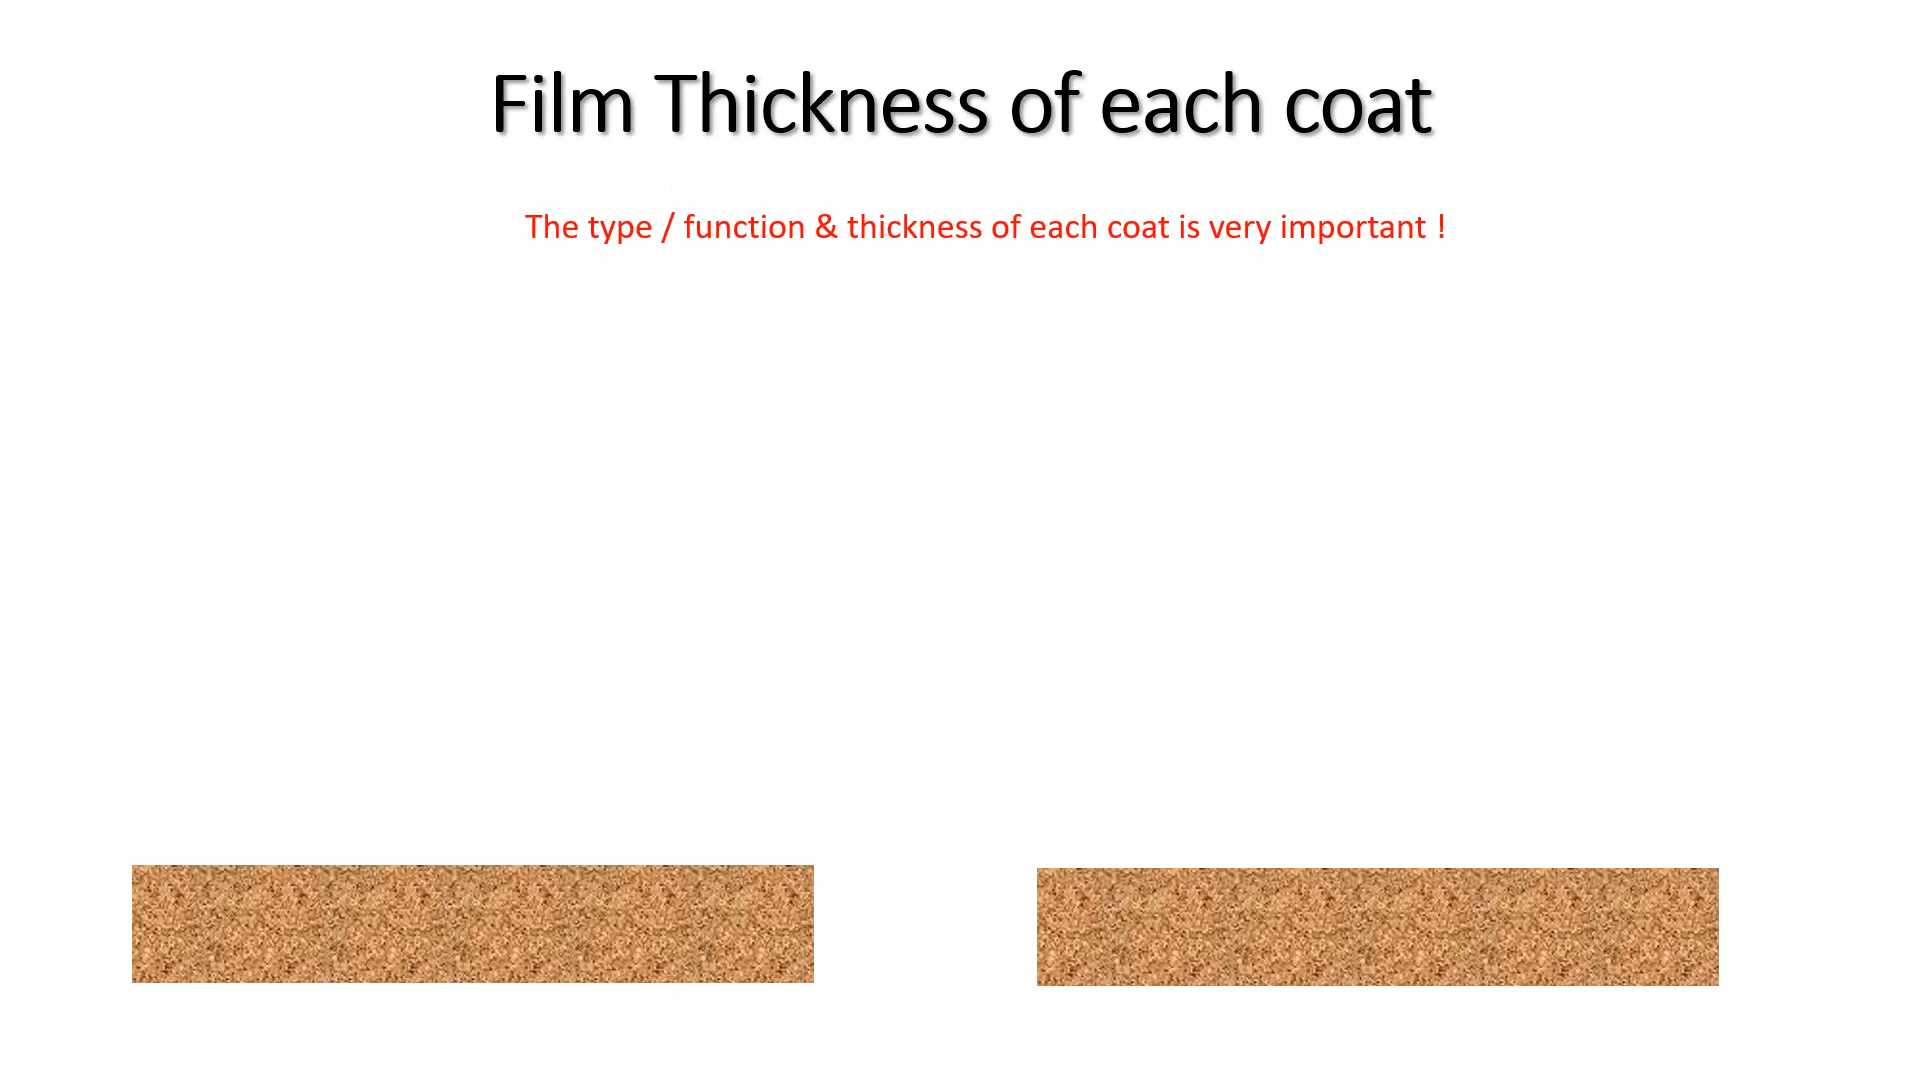 Film Thickness of each coat
The type / function & thickness of each coat is very important !